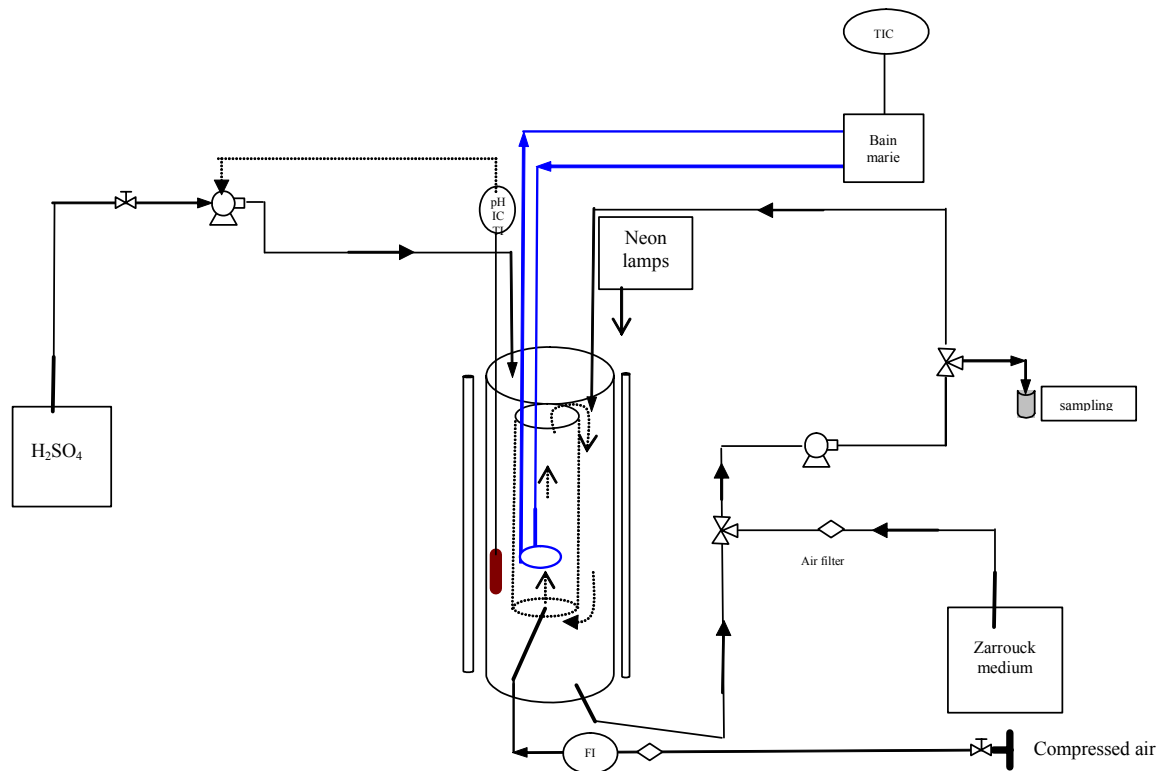 TIC
Bain
marie
pH
IC
TI
Neon
lamps
sampling
H₂SO₄
Air filter
Zarrouck
medium
FI
Compressed air